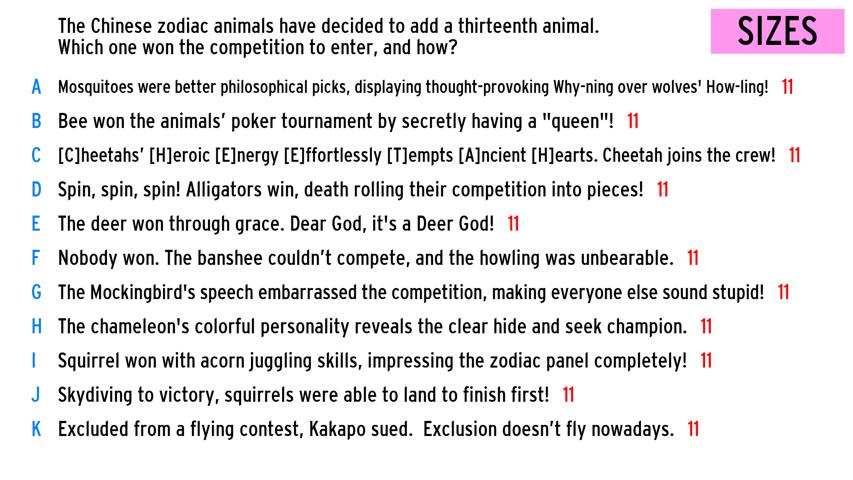 The Chinese zodiac animals have decided to add a thirteenth animal.
Which one won the competition to enter, and how?
SIZES
A Mosquitoes were better philosophical picks, displaying thought-provoking Why-ning over wolves' How-ling! 11
B Bee won the animals’ poker tournament by secretly having a "queen"! 11
C [C]heetahs’ [H]eroic [E]nergy [E]ffortlessly [T]empts [A]ncient [H]earts. Cheetah joins the crew! 11
D Spin, spin, spin! Alligators win, death rolling their competition into pieces! 11
E The deer won through grace. Dear God, it's a Deer God! 11
F Nobody won. The banshee couldn’t compete, and the howling was unbearable. 11
G The Mockingbird's speech embarrassed the competition, making everyone else sound stupid! 11
H The chameleon's colorful personality reveals the clear hide and seek champion. 11
I Squirrel won with acorn juggling skills, impressing the zodiac panel completely! 11
J Skydiving to victory, squirrels were able to land to finish first! 11
K Excluded from a flying contest, Kakapo sued. Exclusion doesn’t fly nowadays. 11